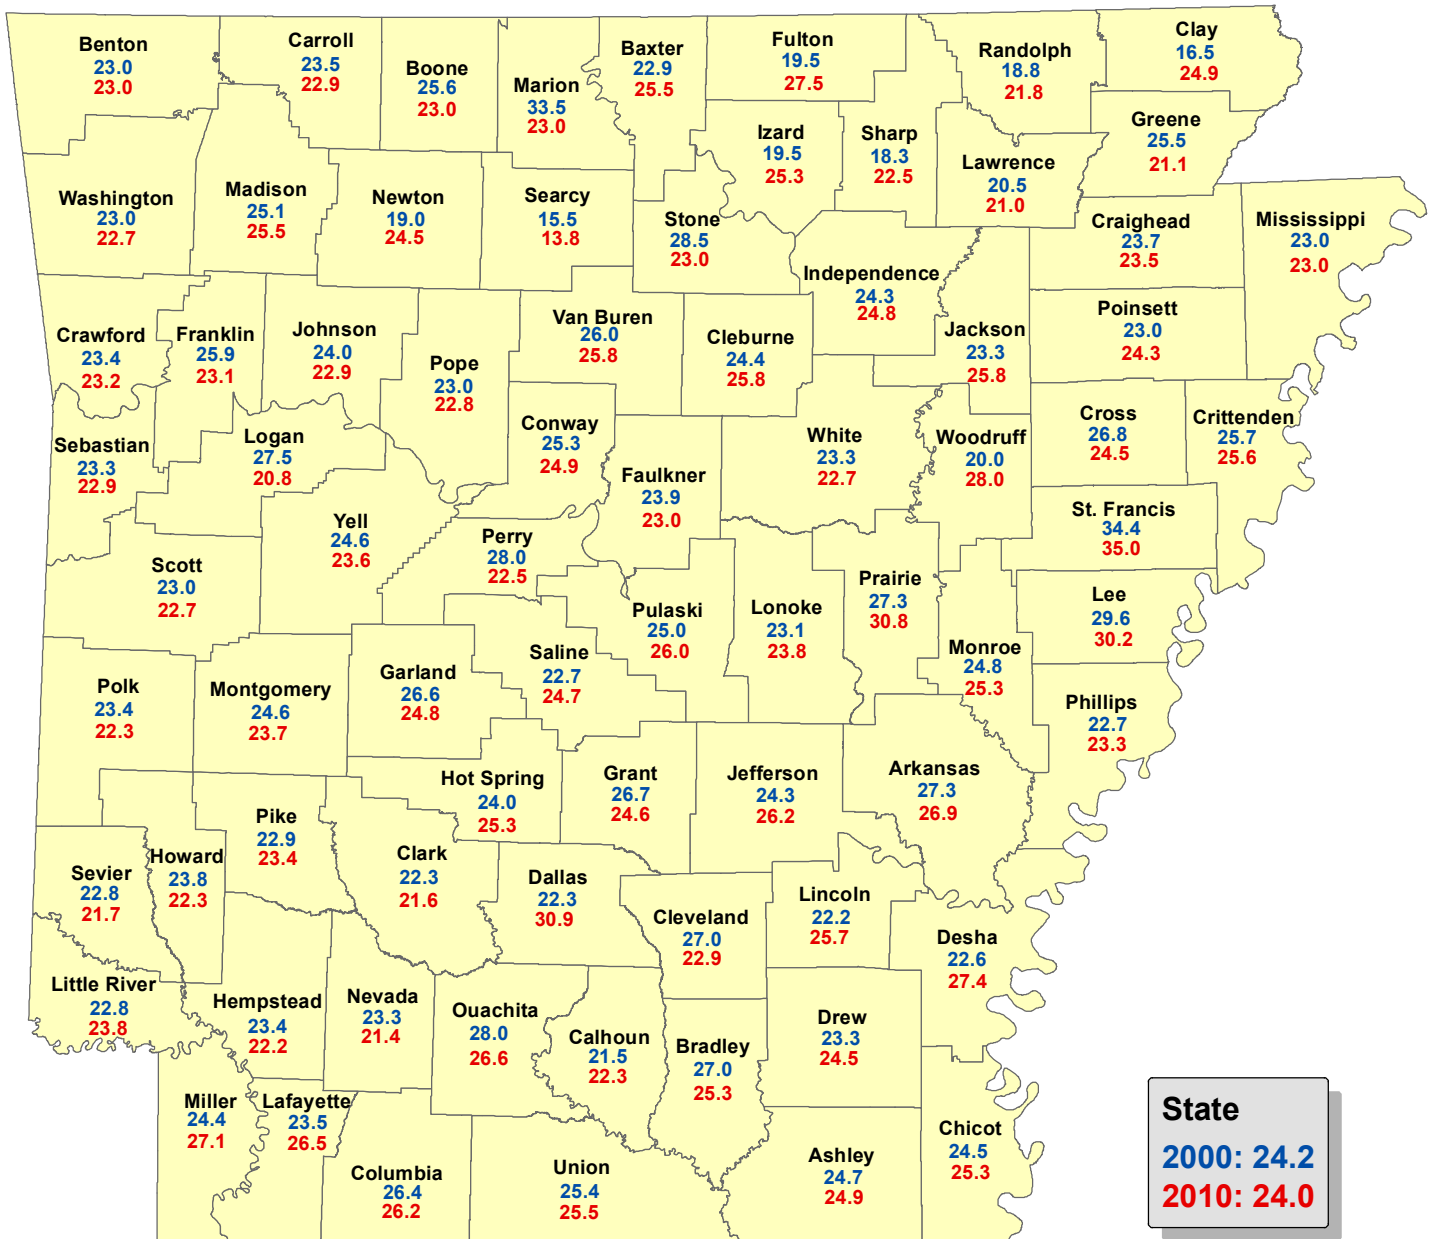 Benton
23.0
23.0
Carroll
23.5
22.9
Boone
25.6
23.0
Marion
33.5
23.0
Baxter
22.9
25.5
Fulton
19.5
27.5
Randolph
18.8
21.8
Clay
16.5
24.9
Greene
25.5
21.1
Izard
19.5
25.3
Sharp
18.3
22.5
Lawrence
20.5
21.0
Washington
23.0
22.7
Madison
25.1
25.5
Newton
19.0
24.5
Searcy
15.5
13.8
Stone
28.5
23.0
Independence
24.3
24.8
Craighead
23.7
23.5
Mississippi
23.0
23.0
Crawford
23.4
23.2
Franklin
25.9
23.1
Johnson
24.0
22.9
Pope
23.0
22.8
Van Buren
26.0
25.8
Cleburne
24.4
25.8
Jackson
23.3
25.8
Poinsett
23.0
24.3
Sebastian
23.3
22.9
Logan
27.5
20.8
Conway
25.3
24.9
Faulkner
23.9
23.0
White
23.3
22.7
Woodruff
20.0
28.0
Cross
26.8
24.5
Crittenden
25.7
25.6
Scott
23.0
22.7
Yell
24.6
23.6
Perry
28.0
22.5
St. Francis
34.4
35.0
Pulaski
25.0
26.0
Lonoke
23.1
23.8
Prairie
27.3
30.8
Monroe
24.8
25.3
Lee
29.6
30.2
Polk
23.4
22.3
Montgomery
24.6
23.7
Garland
26.6
24.8
Saline
22.7
24.7
Phillips
22.7
23.3
Hot Spring
24.0
25.3
Grant
26.7
24.6
Jefferson
24.3
26.2
Arkansas
27.3
26.9
Sevier
22.8
21.7
Howard
23.8
22.3
Pike
22.9
23.4
Clark
22.3
21.6
Dallas
22.3
30.9
Cleveland
27.0
22.9
Lincoln
22.2
25.7
Desha
22.6
27.4
Little River
22.8
23.8
Hempstead
23.4
22.2
Nevada
23.3
21.4
Ouachita
28.0
26.6
Calhoun
21.5
22.3
Bradley
27.0
25.3
Drew
23.3
24.5
Miller
24.4
27.1
Lafayette
23.5
26.5
Columbia
26.4
26.2
Union
25.4
25.5
Ashley
24.7
24.9
Chicot
24.5
25.3
State
2000: 24.2
2010: 24.0